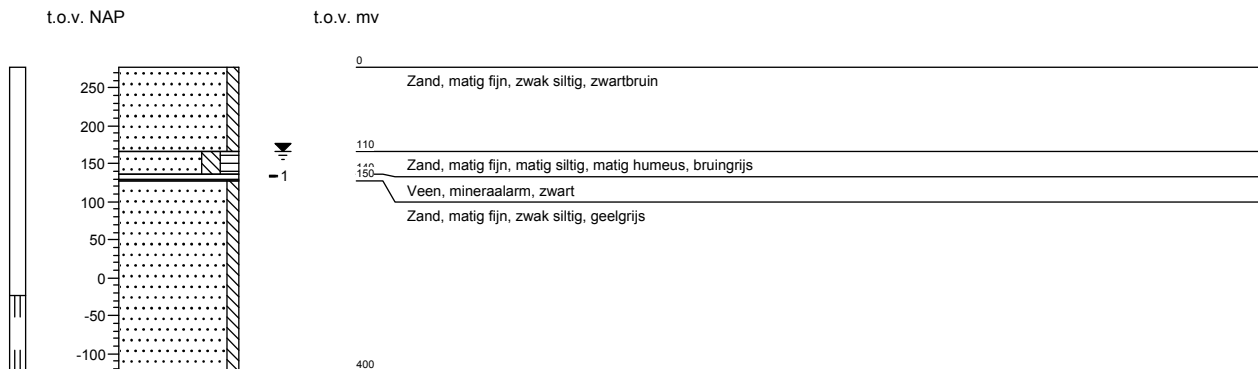 t.o.v. NAP
t.o.v. mv
0
250
Zand, matig fijn, zwak siltig, zwartbruin
200
110
150
Zand, matig fijn, matig siltig, matig humeus, bruingrijs
140
150
1
Veen, mineraalarm, zwart
100
Zand, matig fijn, zwak siltig, geelgrijs
50
0
-50
-100
400